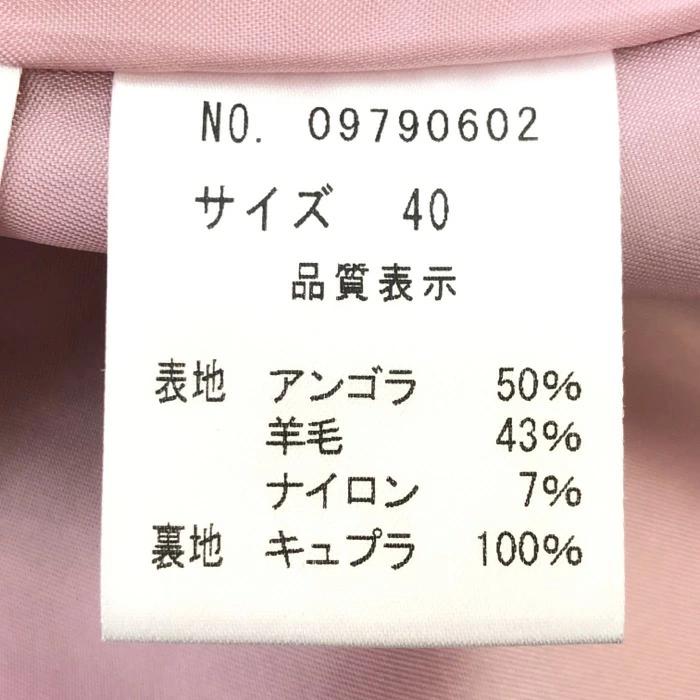 NO. 09790602
サイズ 40
品質表示
表地 アンゴラ 50%
羊毛 43%
ナイロン 7%
裏地 キュプラ 100%